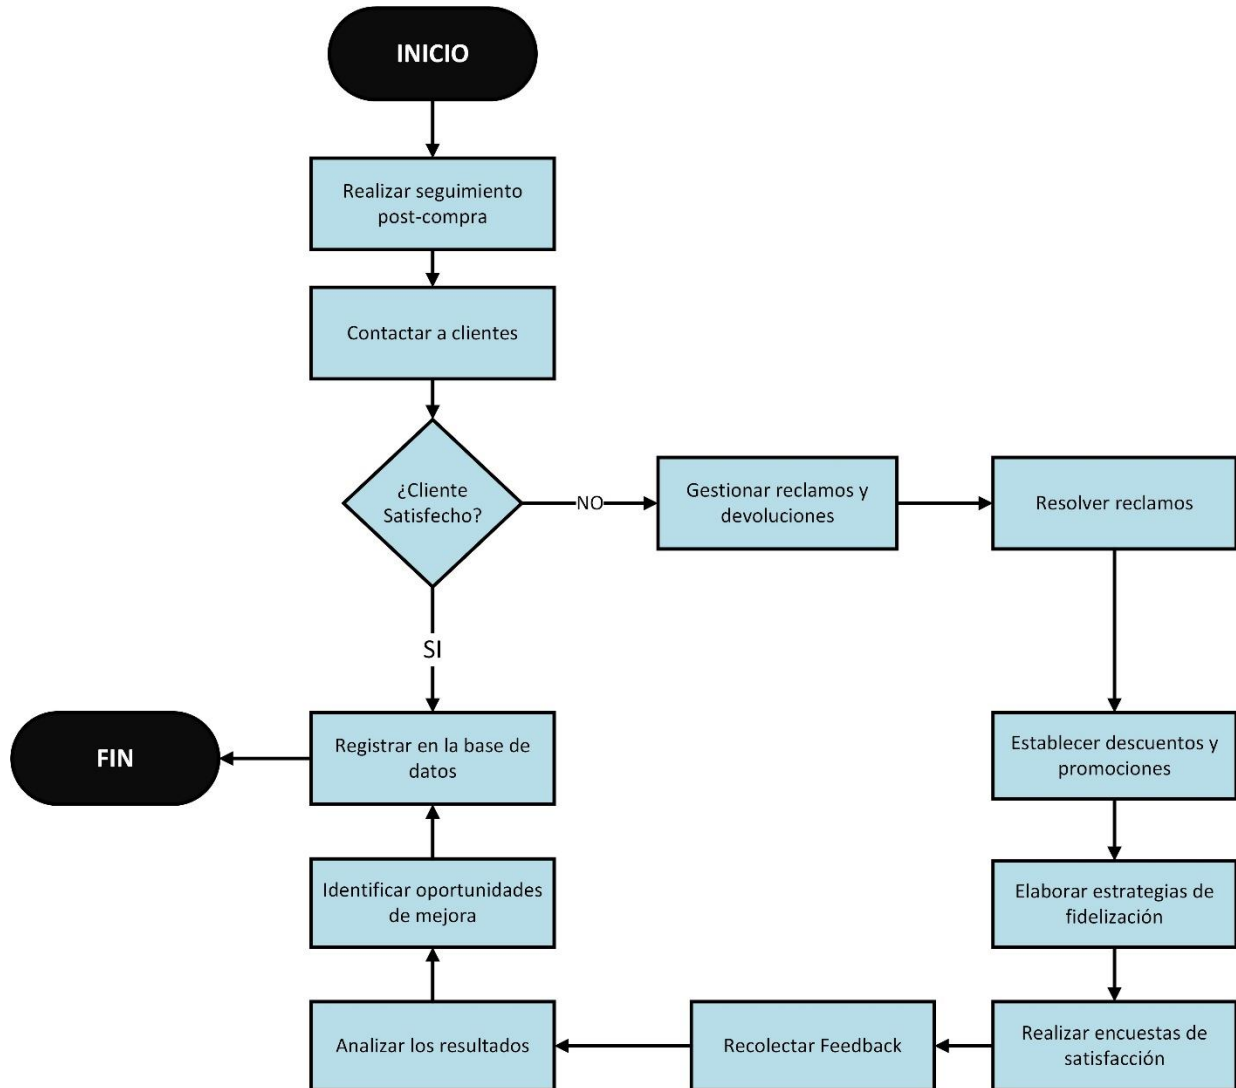 INICIO
Realizar seguimiento
post-compra
Contactar a clientes
¿Cliente
Satisfecho?
NO
Gestionar reclamos y
devoluciones
Resolver reclamos
SI
Registrar en la base de
datos
FIN
Establecer descuentos y
promociones
Identificar oportunidades
de mejora
Elaborar estrategias de
fidelización
Analizar los resultados
Recolectar Feedback
Realizar encuestas de
satisfacción